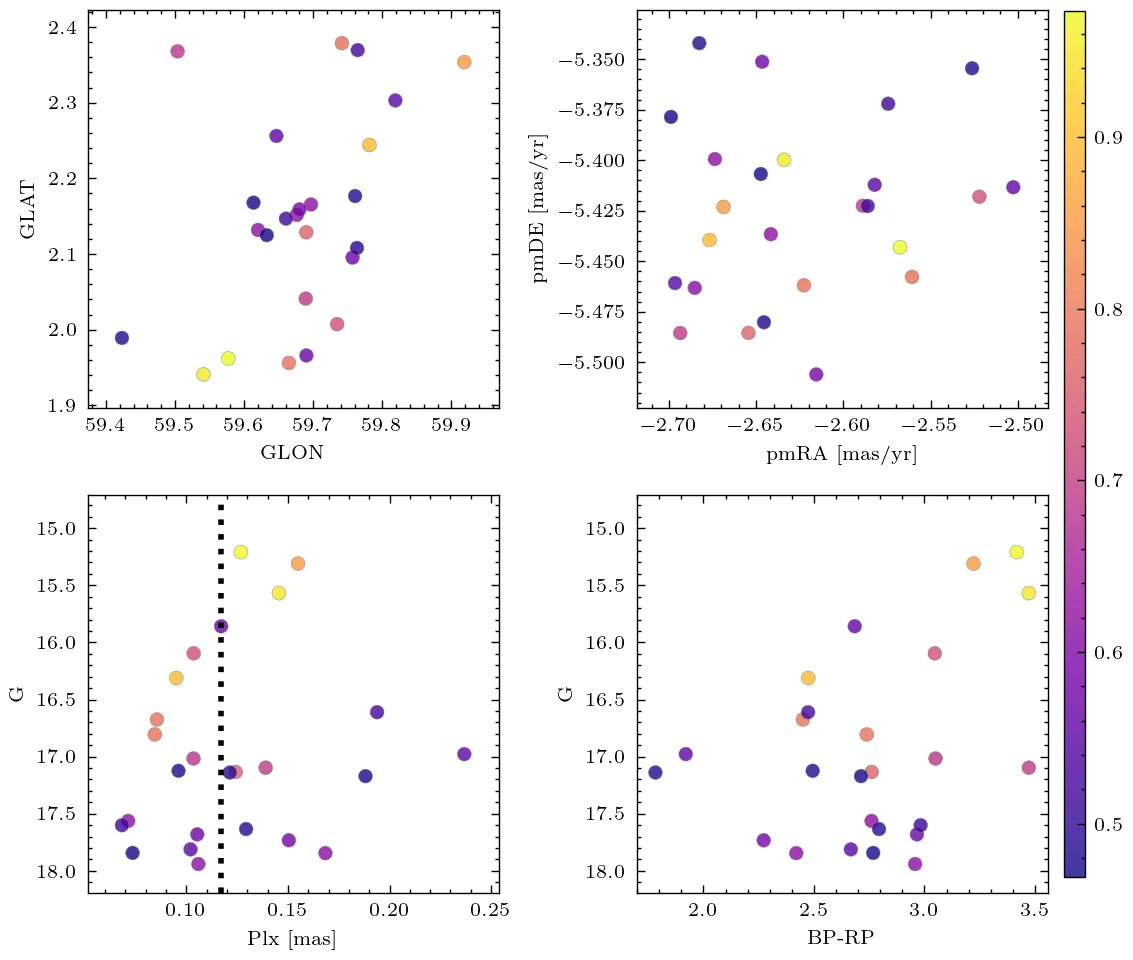 2.4
2.3
2.2
2.1
2.0
1.9
GLAT
59.4 59.5 59.6 59.7 59.8 59.9
GLON
−5.350
−5.375
−5.400
−5.425
−5.450
−5.475
−5.500
pmDE [mas/yr]
−2.70 −2.65 −2.60 −2.55 −2.50
pmRA [mas/yr]
0.9
0.8
0.7
0.6
0.5
15.0
15.5
16.0
16.5
17.0
17.5
18.0
G
0.10 0.15 0.20 0.25
Plx [mas]
15.0
15.5
16.0
16.5
17.0
17.5
18.0
G
2.0 2.5 3.0 3.5
BP-RP